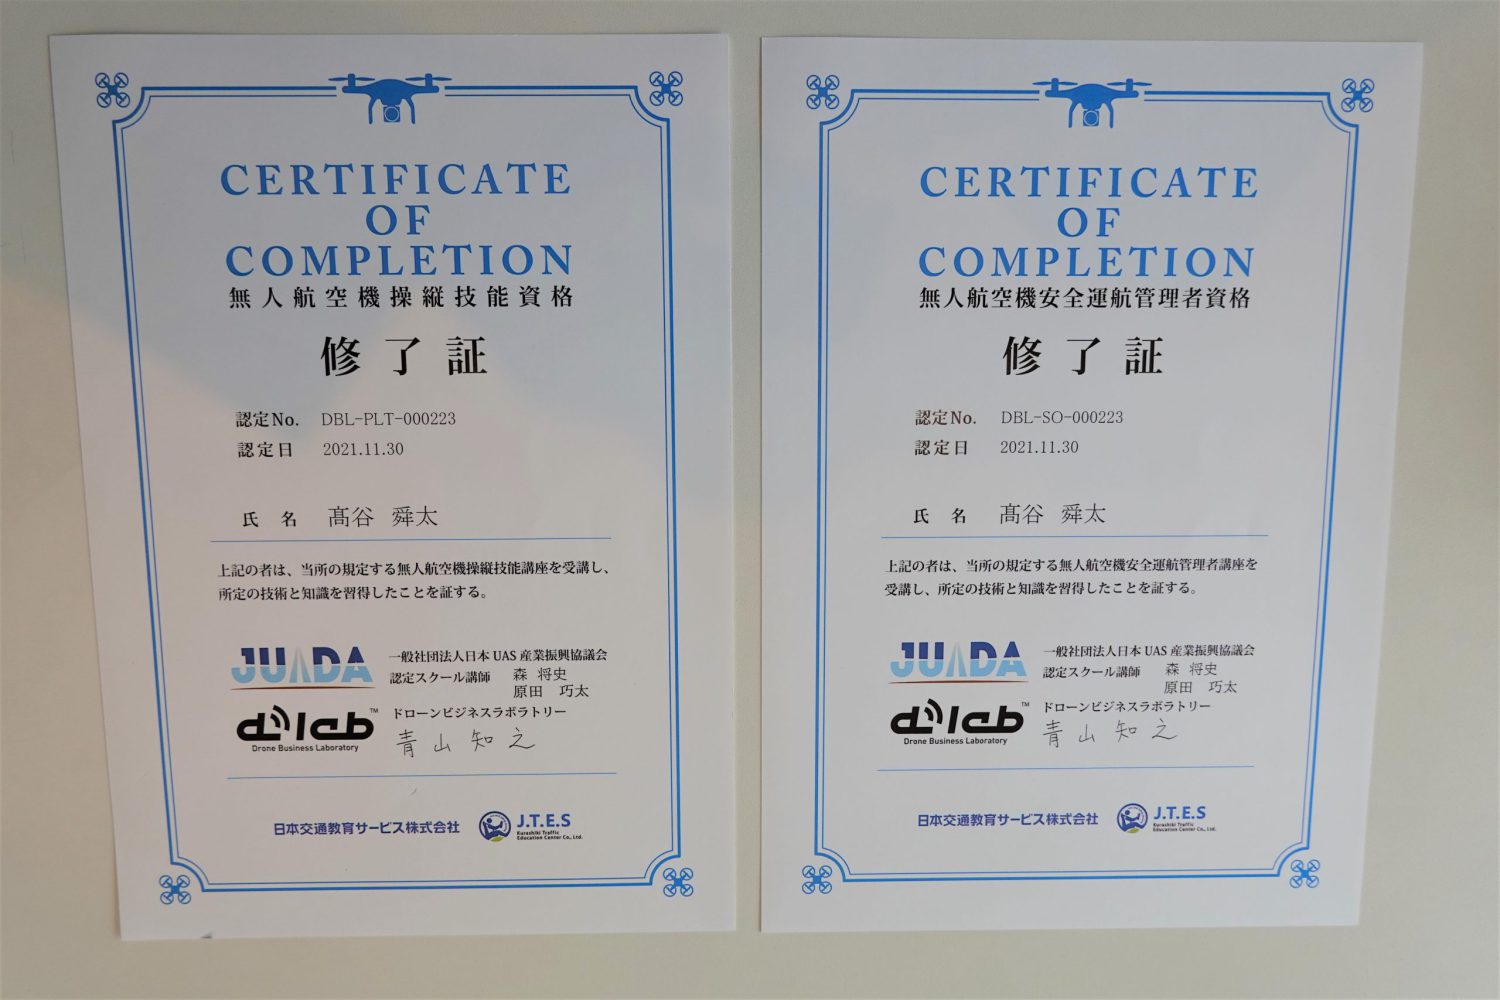 CERTIFICATE
OF
COMPLETION
無人航空機操縦技能資格
修了証
認定No. DBL-PLT-000223
認定日 2021.11.30
氏名 髙谷 舜太
上記の者は、当所の規定する無人航空機操縦技能講座を受講し、
所定の技術と知識を習得したことを証する。
JUIDA 一般社団法人日本UAS産業振興協議会
認定スクール講師 森 将史
原田 巧太
d-lab™ ドローンビジネスラボラトリー
Drone Business Laboratory 青山知之
日本交通教育サービス株式会社 J.T.E.S
Kurashiki Traffic
Education Center Co., Ltd.
CERTIFICATE
OF
COMPLETION
無人航空機安全運航管理者資格
修了証
認定No. DBL-SO-000223
認定日 2021.11.30
氏名 髙谷 舜太
上記の者は、当所の規定する無人航空機安全運航管理者講座を
受講し、所定の技術と知識を習得したことを証する。
JUIDA 一般社団法人日本UAS産業振興協議会
認定スクール講師 森 将史
原田 巧太
d-lab™ ドローンビジネスラボラトリー
Drone Business Laboratory 青山知之
日本交通教育サービス株式会社 J.T.E.S
Kurashiki Traffic
Education Center Co., Ltd.